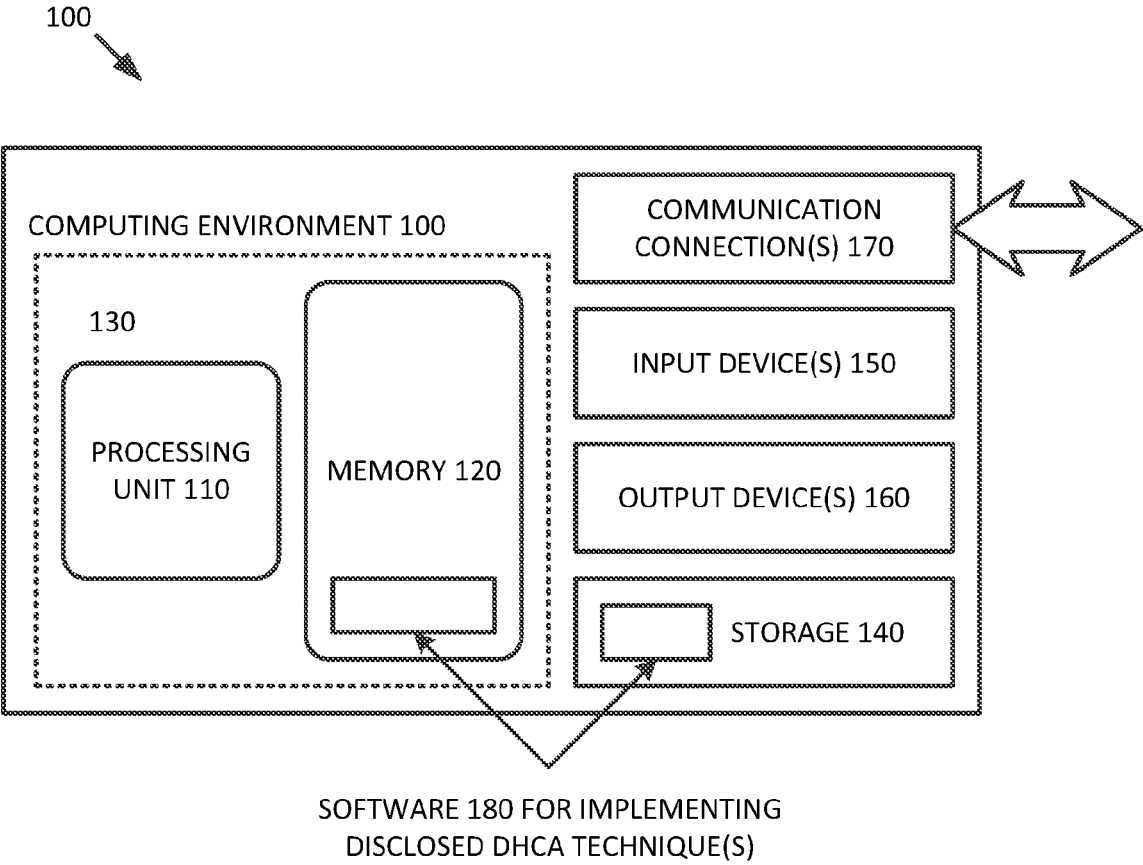 100
COMPUTING ENVIRONMENT 100
130
PROCESSING
UNIT 110
MEMORY 120
COMMUNICATION
CONNECTION(S) 170
INPUT DEVICE(S) 150
OUTPUT DEVICE(S) 160
STORAGE 140
SOFTWARE 180 FOR IMPLEMENTING
DISCLOSED DHCA TECHNIQUE(S)